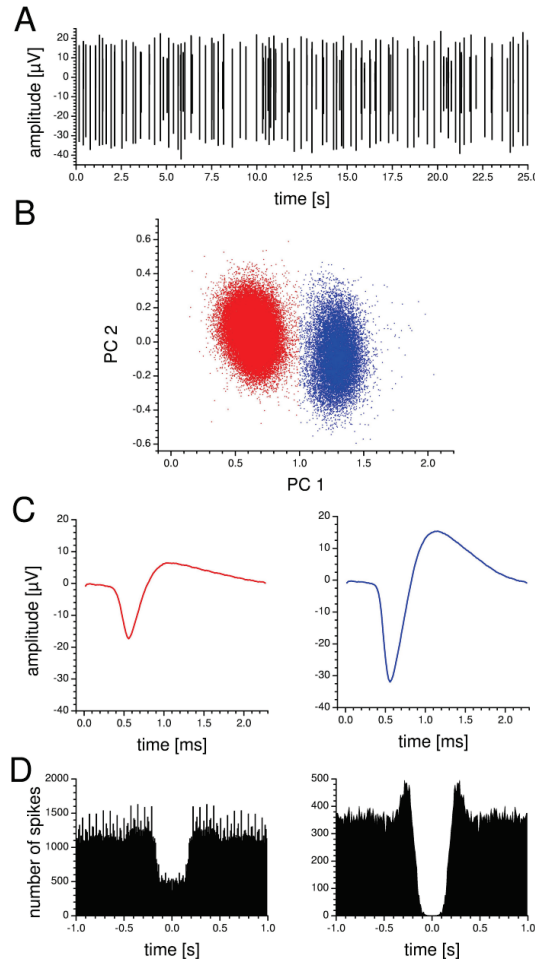 A
amplitude [µV]
20
10
0
-10
-20
-30
-40
0.0 2.5 5.0 7.5 10.0 12.5 15.0 17.5 20.0 22.5 25.0
time [s]
B
PC 2
0.6
0.4
0.2
0.0
-0.2
-0.4
-0.6
0.0 0.5 1.0 1.5 2.0
PC 1
C
amplitude [µV]
20
10
0
-10
-20
-30
-40
0.0 0.5 1.0 1.5 2.0
time [ms]
20
10
0
-10
-20
-30
-40
0.0 0.5 1.0 1.5 2.0
time [ms]
D
number of spikes
2000
1500
1000
500
0
-1.0 -0.5 0.0 0.5 1.0
time [s]
500
400
300
200
100
0
-1.0 -0.5 0.0 0.5 1.0
time [s]